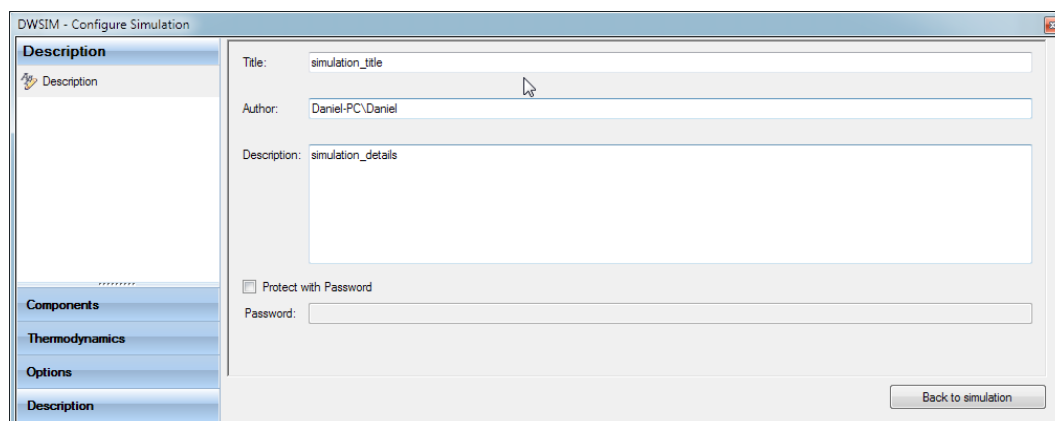 DWSIM - Configure Simulation
Description
Description
Title: simulation_title
Author: Daniel-PC\Daniel
Description: simulation_details
Protect with Password
Password:
Components
Thermodynamics
Options
Description
Back to simulation